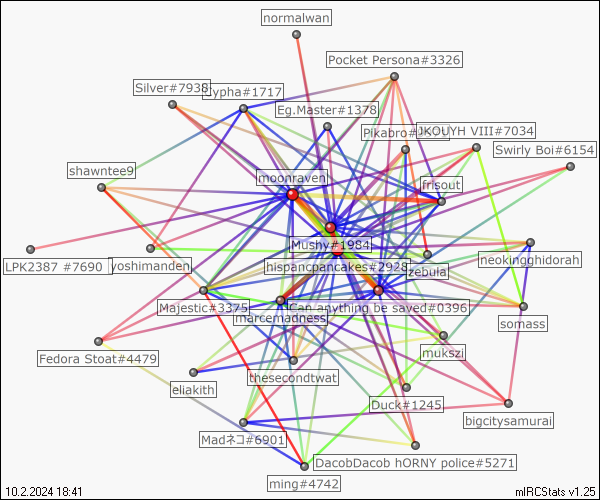 normalwan
Pocket Persona#3326
Silver#7938
Zypha#1717
Eg.Master#1378
Pikabro#
JKOUYH VIII#7034
Swirly Boi#6154
shawntee9
moonraven
frisout
Mushy#1984
neokingghidorah
LPK2387 #7690
yoshimanden
hispancpancakes#2928
zebula
Majestic#3375
Can anything be saved#0396
somass
marcemadness
mukszi
Fedora Stoat#4479
thesecondtwat
eliakith
Duck#1245
bigcitysamurai
Madネコ#6901
DacobDacob hORNY police#5271
ming#4742
10.2.2024 18:41
mIRCStats v1.25